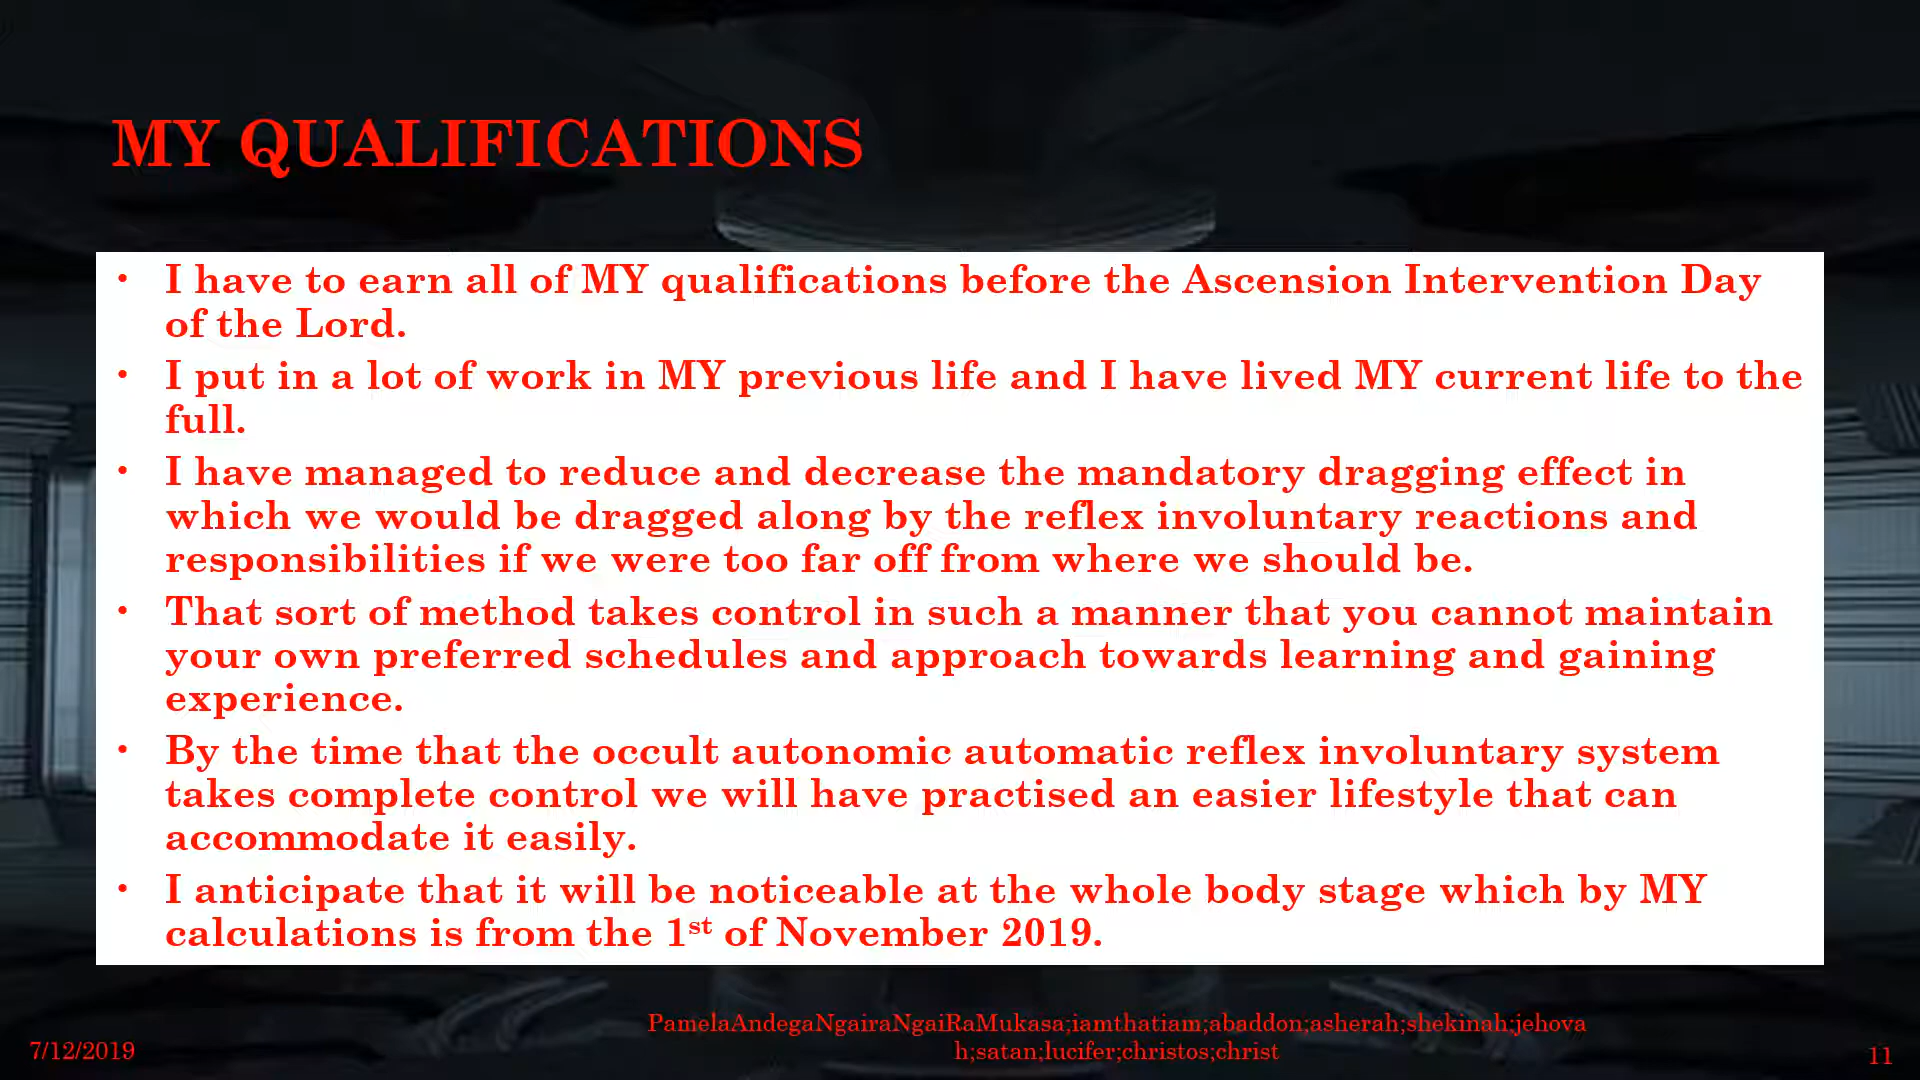 MY QUALIFICATIONS
• I have to earn all of MY qualifications before the Ascension Intervention Day
of the Lord.
• I put in a lot of work in MY previous life and I have lived MY current life to the
full.
• I have managed to reduce and decrease the mandatory dragging effect in
which we would be dragged along by the reflex involuntary reactions and
responsibilities if we were too far off from where we should be.
• That sort of method takes control in such a manner that you cannot maintain
your own preferred schedules and approach towards learning and gaining
experience.
• By the time that the occult autonomic automatic reflex involuntary system
takes complete control we will have practised an easier lifestyle that can
accommodate it easily.
• I anticipate that it will be noticeable at the whole body stage which by MY
calculations is from the 1st of November 2019.
7/12/2019
PamelaAndegaNgairaNgaiRaMukasa;iamthatiam;abaddon;asherah;shekinah;jehova
h;satan;lucifer;christos;christ
11